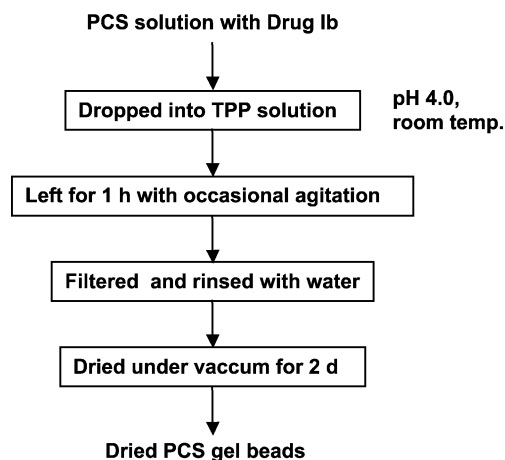 PCS solution with Drug Ib
Dropped into TPP solution
pH 4.0,
room temp.
Left for 1 h with occasional agitation
Filtered and rinsed with water
Dried under vaccum for 2 d
Dried PCS gel beads